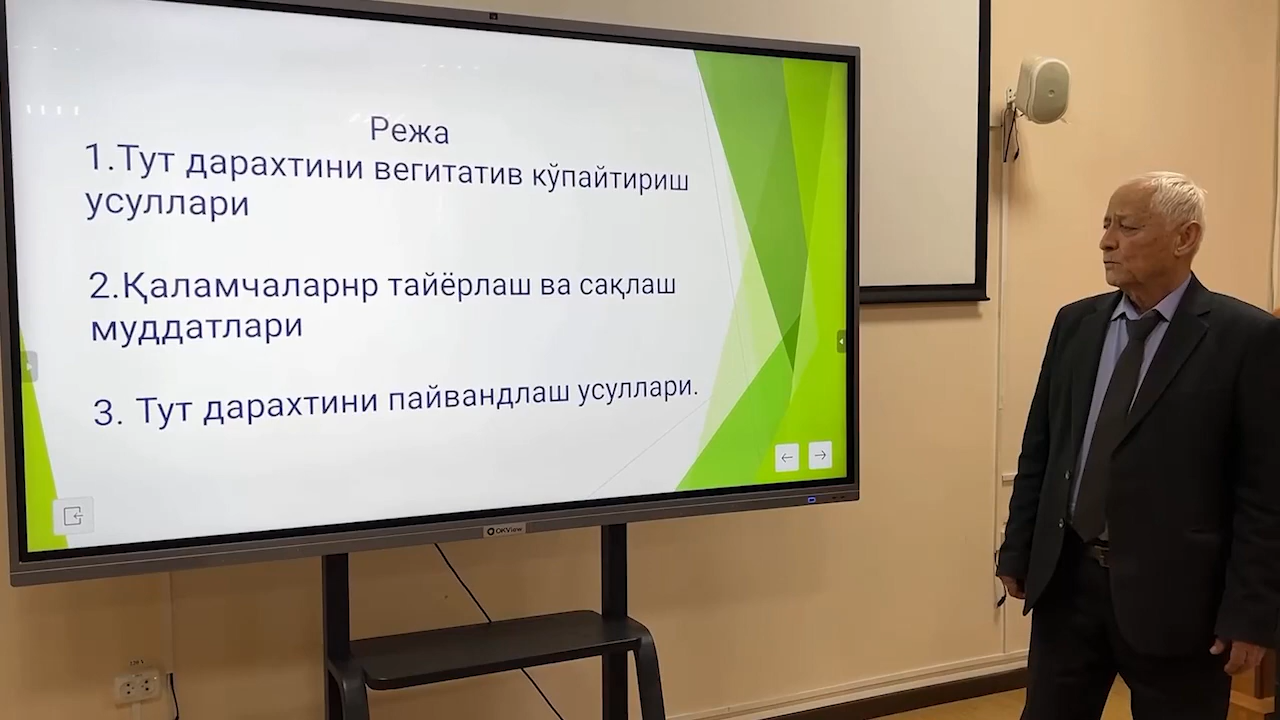 Режа
1.Тут дарахтини вегитатив кўпайтириш
усуллари
2.Қаламчаларнр тайёрлаш ва сақлаш
муддатлари
3. Тут дарахтини пайвандлаш усуллари.
OKView